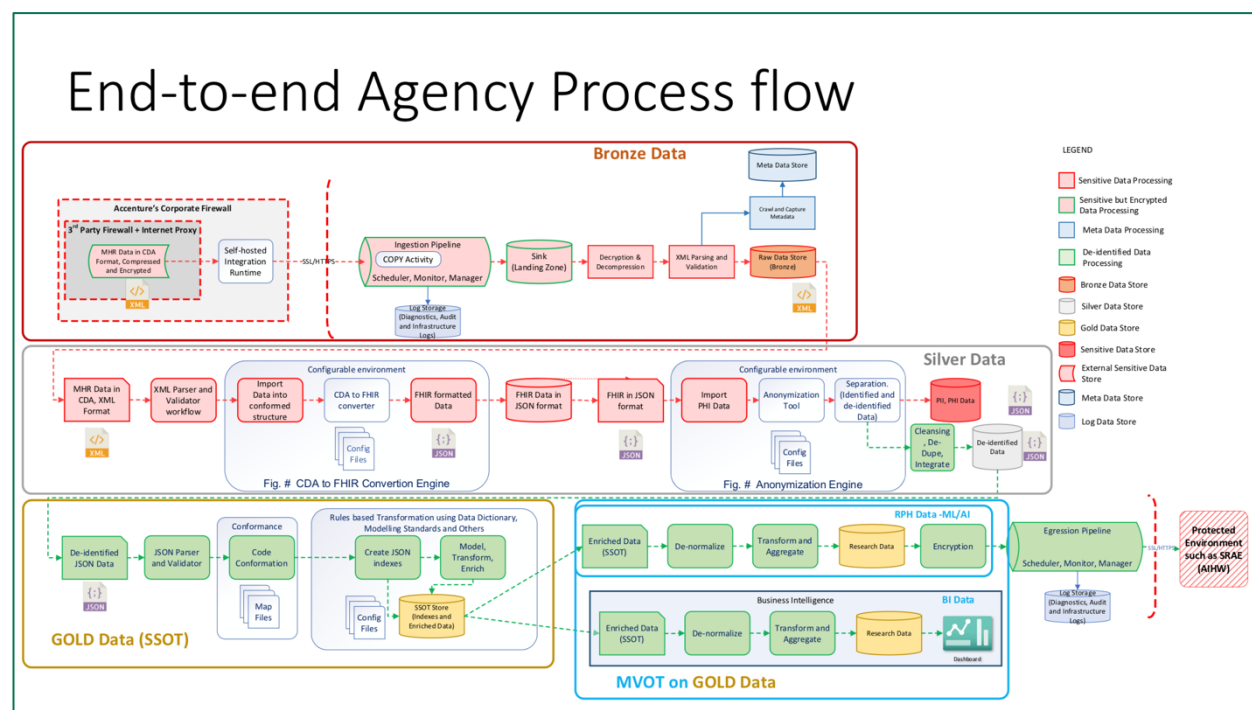 End-to-end Agency Process flow
Bronze Data
Accenture's Corporate Firewall
3rd Party Firewall + Internet Proxy
MHR Data in CDA
Format, Compressed
and Encrypted
XML
Self-hosted
Integration
Runtime
SSL/HTTPS
Ingestion Pipeline
COPY Activity
Scheduler, Monitor, Manager
Log Storage
(Diagnostics, Audit
and Infrastructure
Logs)
Sink
(Landing Zone)
Decryption &
Decompression
XML Parsing and
Validation
Crawl and Capture
Metadata
Meta Data Store
Raw Data Store
(Bronze)
XML
LEGEND
Sensitive Data Processing
Sensitive but Encrypted
Data Processing
Meta Data Processing
De-identified Data
Processing
Bronze Data Store
Silver Data Store
Gold Data Store
Sensitive Data Store
External Sensitive Data
Store
Meta Data Store
Log Data Store
Silver Data
MHR Data in
CDA, XML
Format
XML
XML Parser and
Validator
workflow
Configurable environment
Import
Data into
conformed
structure
CDA to FHIR
converter
Config
Files
FHIR formatted
Data
JSON
Fig. # CDA to FHIR Convertion Engine
FHIR Data in
JSON format
FHIR in JSON
format
JSON
Configurable environment
Import
PHI Data
Anonymization
Tool
Config
Files
Separation.
(Identified and
de-identified
Data)
Fig. # Anonymization Engine
PII, PHI Data
JSON
Cleansing
, De-
Dupe,
Integrate
De-identified
Data
JSON
De-identified
JSON Data
JSON
JSON Parser
and Validator
Conformance
Code
Conformation
Map
Files
Rules based Transformation using Data Dictionary,
Modelling Standards and Others
Create JSON
indexes
Model,
Transform,
Enrich
Config
Files
SSOT Store
(Indexes and
Enriched Data)
GOLD Data (SSOT)
RPH Data -ML/AI
Enriched Data
(SSOT)
De-normalize
Transform and
Aggregate
Research Data
Encryption
Business Intelligence
BI Data
Enriched Data
(SSOT)
De-normalize
Transform and
Aggregate
Research Data
Dashboard
MVOT on GOLD Data
Egression Pipeline
Scheduler, Monitor, Manager
Log Storage
(Diagnostics, Audit
and Infrastructure
Logs)
SSL/HTTPS
Protected
Environment
such as SRAE
(AIHW)